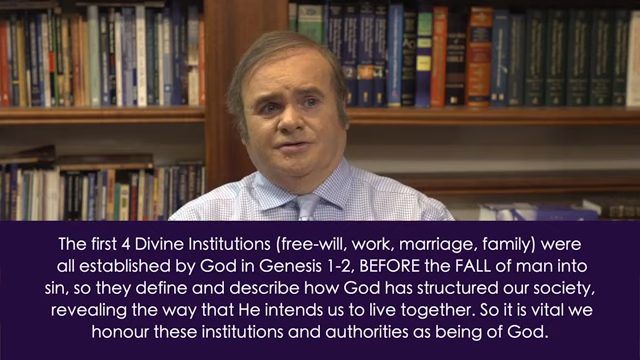 The first 4 Divine Institutions (free-will, work, marriage, family) were
all established by God in Genesis 1-2, BEFORE the FALL of man into
sin, so they define and describe how God has structured our society,
revealing the way that He intends us to live together. So it is vital we
honour these institutions and authorities as being of God.